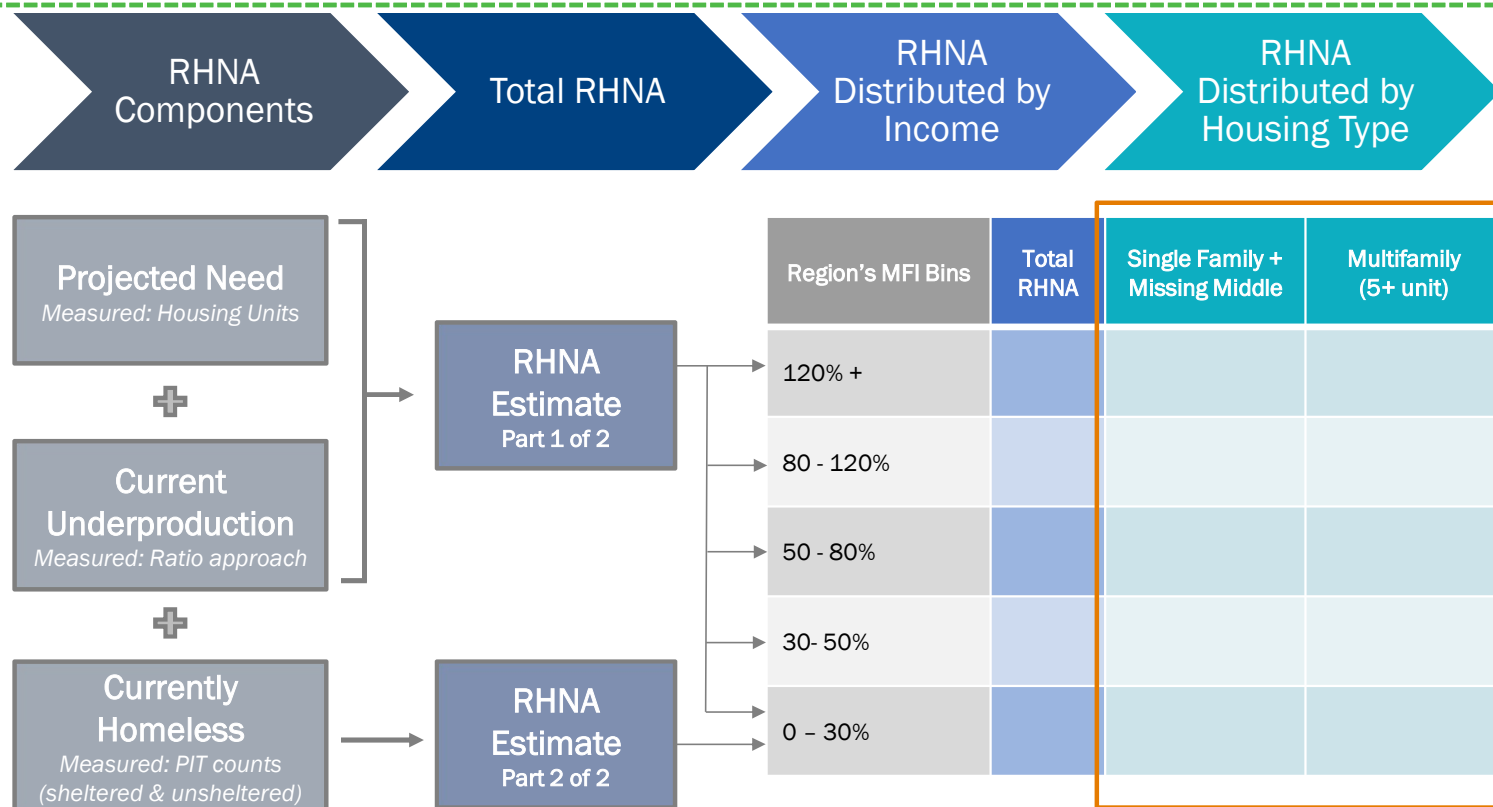 RHNA
Components
Total RHNA
RHNA
Distributed by
Income
RHNA
Distributed by
Housing Type
Projected Need
Measured: Housing Units
Current
Underproduction
Measured: Ratio approach
Currently
Homeless
Measured: PIT counts
(sheltered & unsheltered)
RHNA
Estimate
Part 1 of 2
RHNA
Estimate
Part 2 of 2
Region's MFI Bins
Total
RHNA
Single Family +
Missing Middle
Multifamily
(5+ unit)
120% +
80 - 120%
50 - 80%
30- 50%
0 – 30%